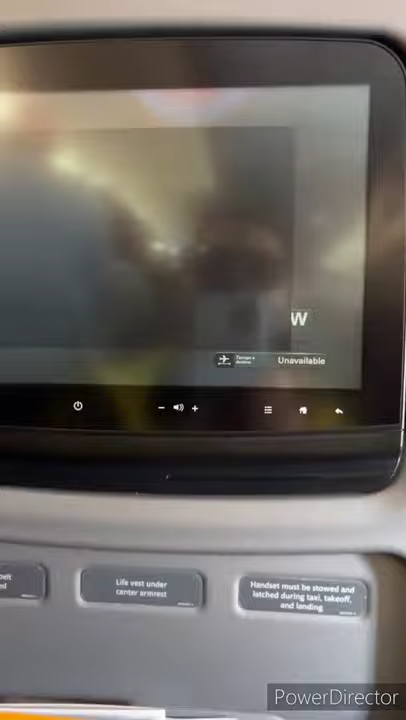 W
Unavailable
Life vest under
center armrest
Handset must be stowed and
latched during taxi, takeoff,
and landing
PowerDirector